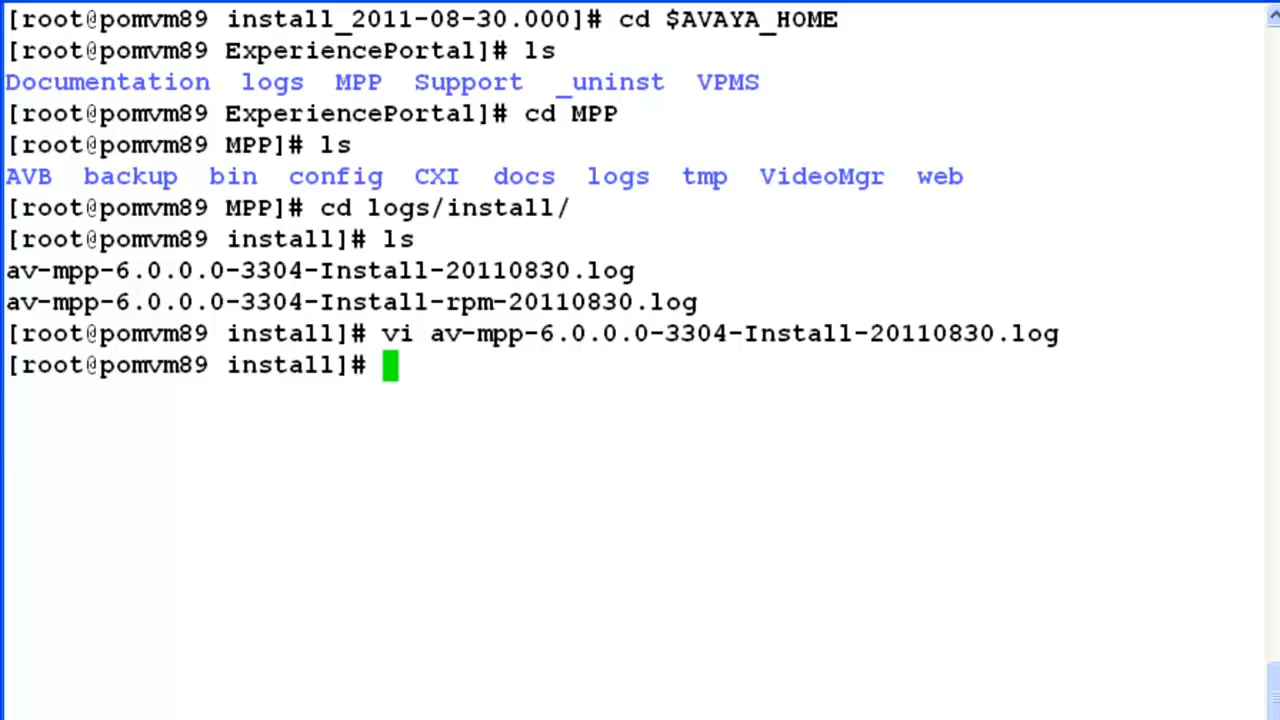 [root@pomvm89 install_2011-08-30.000]# cd $AVAYA_HOME
[root@pomvm89 ExperiencePortal]# ls
Documentation  logs  MPP  Support  _uninst  VPMS
[root@pomvm89 ExperiencePortal]# cd MPP
[root@pomvm89 MPP]# ls
AVB  backup  bin  config  CXI  docs  logs  tmp  VideoMgr  web
[root@pomvm89 MPP]# cd logs/install/
[root@pomvm89 install]# ls
av-mpp-6.0.0.0-3304-Install-20110830.log
av-mpp-6.0.0.0-3304-Install-rpm-20110830.log
[root@pomvm89 install]# vi av-mpp-6.0.0.0-3304-Install-20110830.log
[root@pomvm89 install]#